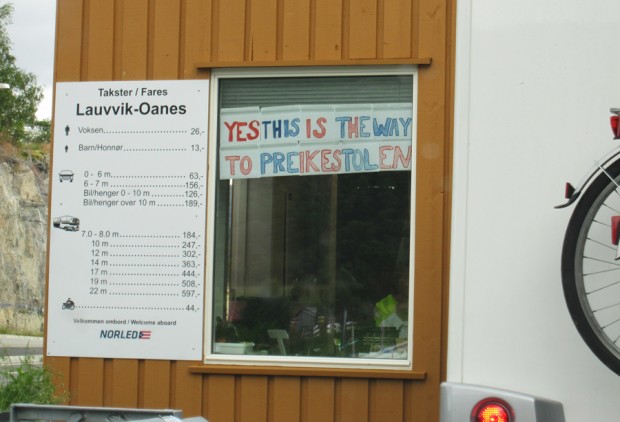 Takster / Fares
Lauvvik-Oanes
Voksen 26,-
Barn/Honnør 13,-
0 - 6 m 63,-
6 - 7 m 156,-
Bil/henger 0 - 10 m 126,-
Bil/henger over 10 m 189,-
7.0 - 8.0 m 184,-
10 m 247,-
12 m 302,-
14 m 363,-
17 m 444,-
19 m 508,-
22 m 597,-
44,-
Velkommen ombord / Welcome aboard
NORLED
YES THIS IS THE WAY
TO PREIKESTOLEN